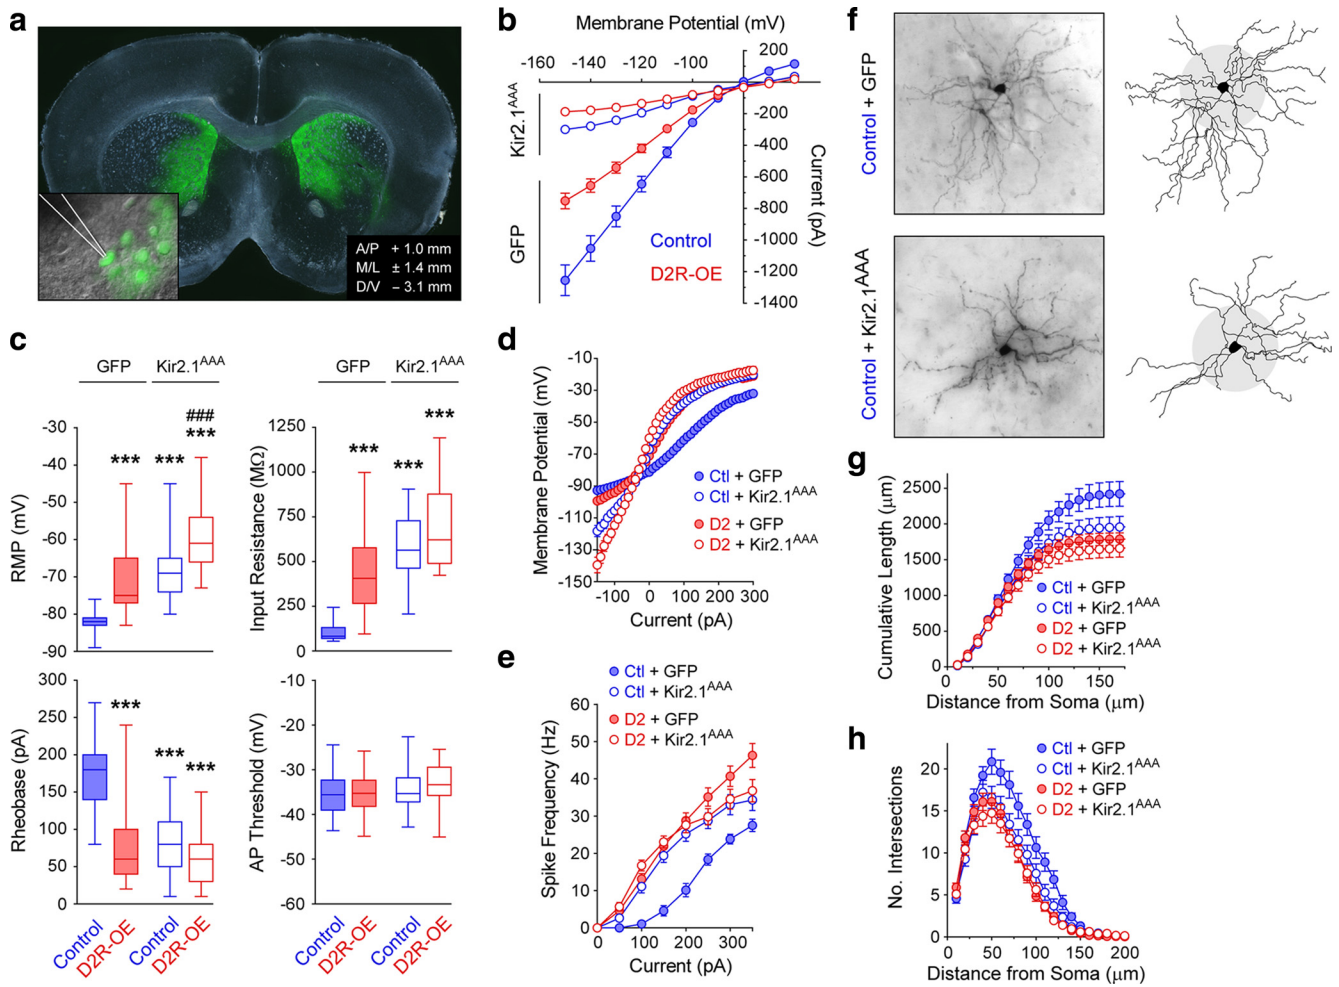 a
A/P + 1.0 mm
M/L ± 1.4 mm
D/V – 3.1 mm
b
Membrane Potential (mV)
-160 -140 -120 -100
200
-200
-400
-600
-800
-1000
-1200
-1400
Current (pA)
Kir2.1AAA
GFP
Control
D2R-OE
c
GFP Kir2.1AAA
RMP (mV)
-30
-40
-50
-60
-70
-80
-90
*** *** ### ***
GFP Kir2.1AAA
Input Resistance (MΩ)
1250
1000
750
500
250
0
*** *** ***
Rheobase (pA)
300
250
200
150
100
50
0
*** *** ***
Control D2R-OE Control D2R-OE
AP Threshold (mV)
-10
-20
-30
-40
-50
-60
Control D2R-OE Control D2R-OE
d
Membrane Potential (mV)
-10
-30
-50
-70
-90
-110
-130
-150
-100 0 100 200 300
Current (pA)
Ctl + GFP
Ctl + Kir2.1AAA
D2 + GFP
D2 + Kir2.1AAA
e
Ctl + GFP
Ctl + Kir2.1AAA
D2 + GFP
D2 + Kir2.1AAA
Spike Frequency (Hz)
60
50
40
30
20
10
0
0 100 200 300
Current (pA)
f
Control + GFP
Control + Kir2.1AAA
g
Cumulative Length (µm)
2500
2000
1500
1000
500
0
0 50 100 150
Distance from Soma (µm)
Ctl + GFP
Ctl + Kir2.1AAA
D2 + GFP
D2 + Kir2.1AAA
h
No. Intersections
20
15
10
5
0
0 50 100 150 200
Distance from Soma (µm)
Ctl + GFP
Ctl + Kir2.1AAA
D2 + GFP
D2 + Kir2.1AAA